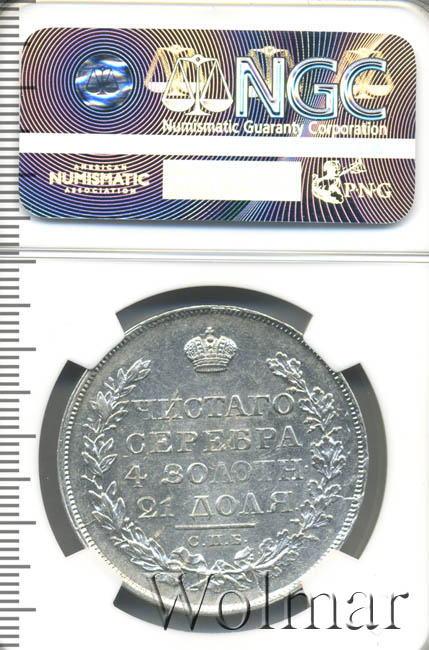 NGC
Numismatic Guaranty Corporation
AMERICAN
NUMISMATIC
ASSOCIATION
PNG
ЧИСТАГО
СЕРЕБРА
4 ЗОЛОТН
21 ДОЛЯ
С.П.Б.
Wolmar